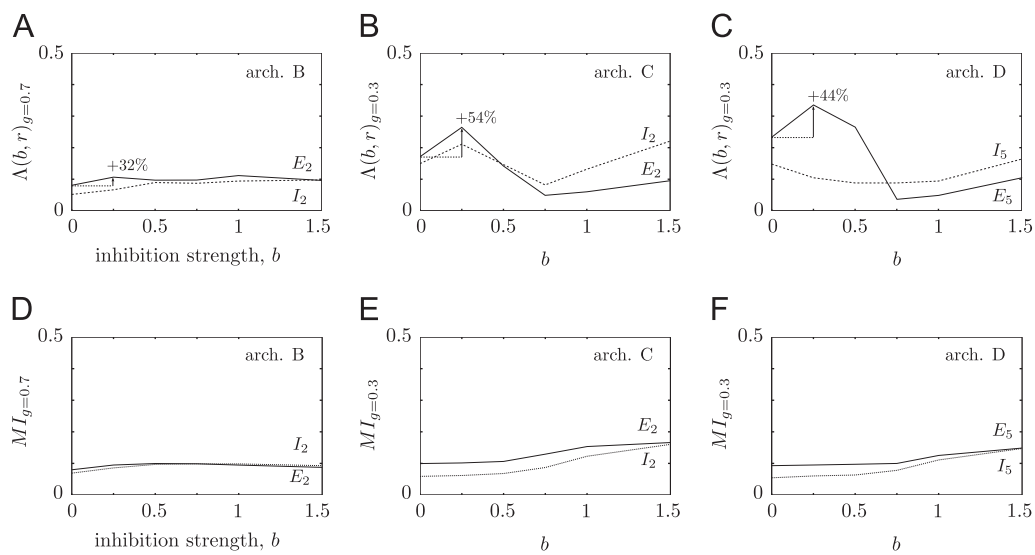 A
Λ(b, r)g=0.7
0.5
0
arch. B
+32%
E2
I2
0 0.5 1 1.5
inhibition strength, b
B
Λ(b, r)g=0.3
0.5
0
arch. C
+54%
I2
E2
0 0.5 1 1.5
b
C
Λ(b, r)g=0.3
0.5
0
arch. D
+44%
I5
E5
0 0.5 1 1.5
b
D
MIg=0.7
0.5
0
arch. B
I2
E2
0 0.5 1 1.5
inhibition strength, b
E
MIg=0.3
0.5
0
arch. C
E2
I2
0 0.5 1 1.5
b
F
MIg=0.3
0.5
0
arch. D
E5
I5
0 0.5 1 1.5
b